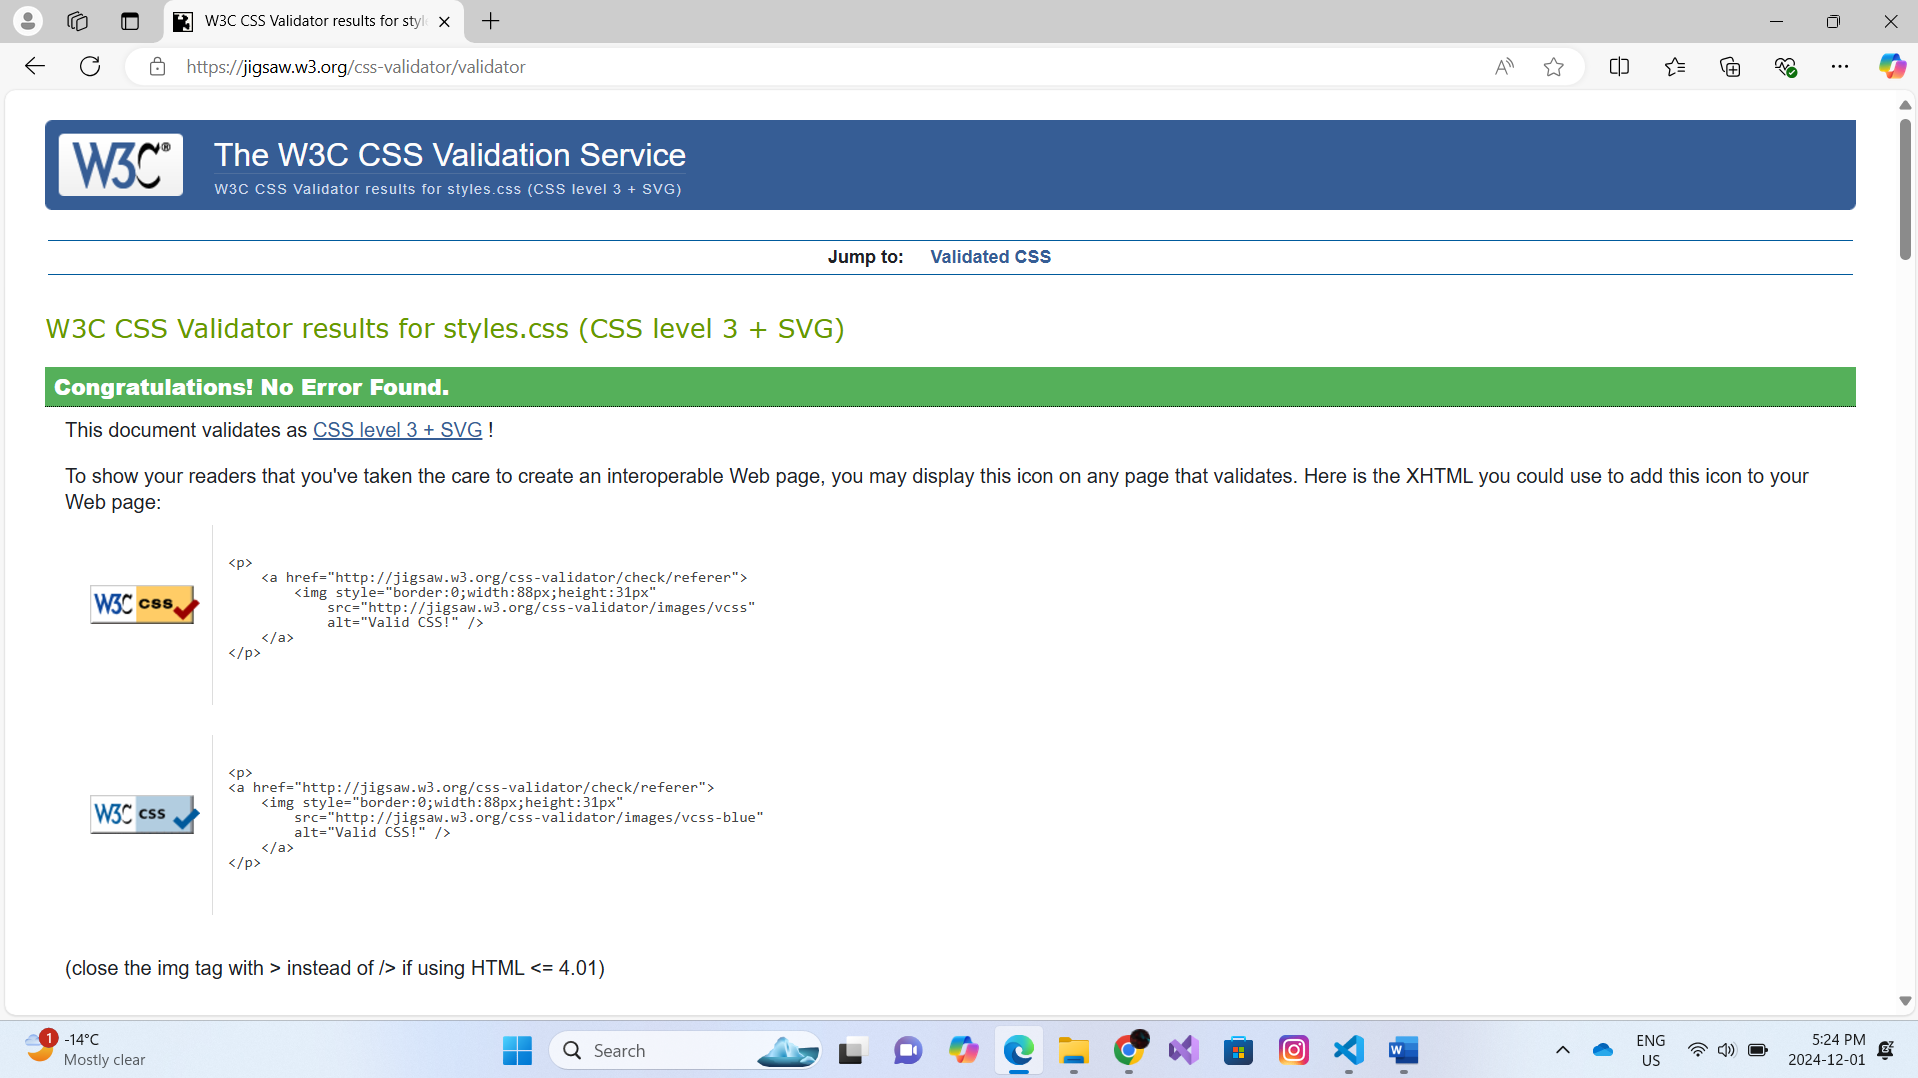 W3C CSS Validator results for styl
https://jigsaw.w3.org/css-validator/validator
W3C®
The W3C CSS Validation Service
W3C CSS Validator results for styles.css (CSS level 3 + SVG)
Jump to: Validated CSS
W3C CSS Validator results for styles.css (CSS level 3 + SVG)
Congratulations! No Error Found.
This document validates as CSS level 3 + SVG !
To show your readers that you've taken the care to create an interoperable Web page, you may display this icon on any page that validates. Here is the XHTML you could use to add this icon to your
Web page:
W3C css
<p>
    <a href="http://jigsaw.w3.org/css-validator/check/referer">
        <img style="border:0;width:88px;height:31px"
            src="http://jigsaw.w3.org/css-validator/images/vcss"
            alt="Valid CSS!" />
    </a>
</p>
W3C css
<p>
<a href="http://jigsaw.w3.org/css-validator/check/referer">
    <img style="border:0;width:88px;height:31px"
        src="http://jigsaw.w3.org/css-validator/images/vcss-blue"
        alt="Valid CSS!" />
    </a>
</p>
(close the img tag with > instead of /> if using HTML <= 4.01)
1
-14°C
Mostly clear
Search
W
ENG
US
5:24 PM
2024-12-01